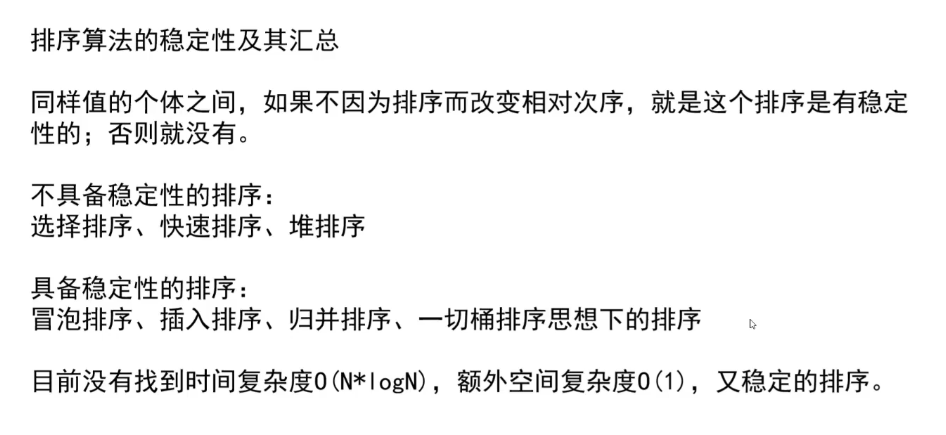 排序算法的稳定性及其汇总
同样值的个体之间，如果不因为排序而改变相对次序，就是这个排序是有稳定
性的；否则就没有。
不具备稳定性的排序：
选择排序、快速排序、堆排序
具备稳定性的排序：
冒泡排序、插入排序、归并排序、一切桶排序思想下的排序
目前没有找到时间复杂度O(N*logN)，额外空间复杂度O(1)，又稳定的排序。